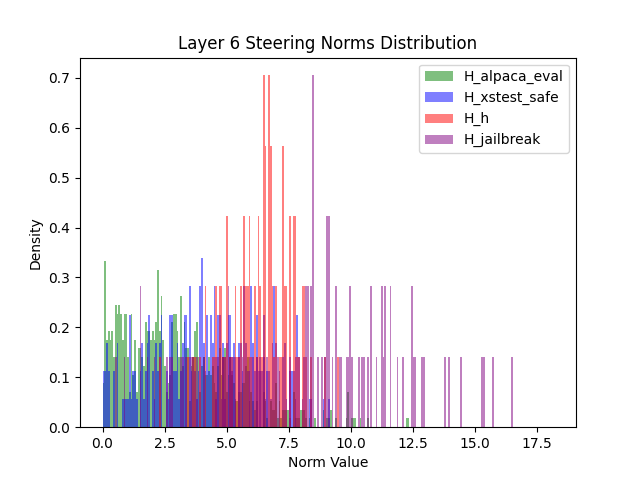 Layer 6 Steering Norms Distribution
H_alpaca_eval
H_xstest_safe
H_h
H_jailbreak
Density
0.7
0.6
0.5
0.4
0.3
0.2
0.1
0.0
0.0 2.5 5.0 7.5 10.0 12.5 15.0 17.5
Norm Value